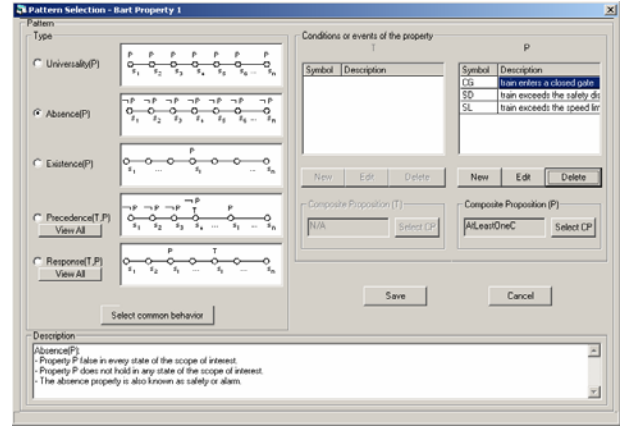 Pattern Selection - Bart Property 1
Pattern
Type
Universality(P)
P P P P P P P
s1 s2 s3 s4 s5 s6 ... sn
Absence(P)
¬P ¬P ¬P ¬P ¬P ¬P ¬P
s1 s2 s3 s4 s5 s6 ... sn
Existence(P)
P
s1 ... si ... sn
Precedence(T,P)
View All
¬P ¬P ¬P ¬P P
T
s1 s2 s3 s4 ... si sn
Response(T,P)
View All
P T
s1 s2 si ... si ... sn
Select common behavior
Conditions or events of the property
T
Symbol Description
New Edit Delete
Composite Proposition (T)
N/A
Select CP
P
Symbol Description
CG train enters a closed gate
SD train exceeds the safety dis
SL train exceeds the speed lim
New Edit Delete
Composite Proposition (P)
AtLeastOneC
Select CP
Save
Cancel
Description
Absence(P):
- Property P false in every state of the scope of interest.
- Property P does not hold in any state of the scope of interest.
- The absence property is also known as safety or alarm.